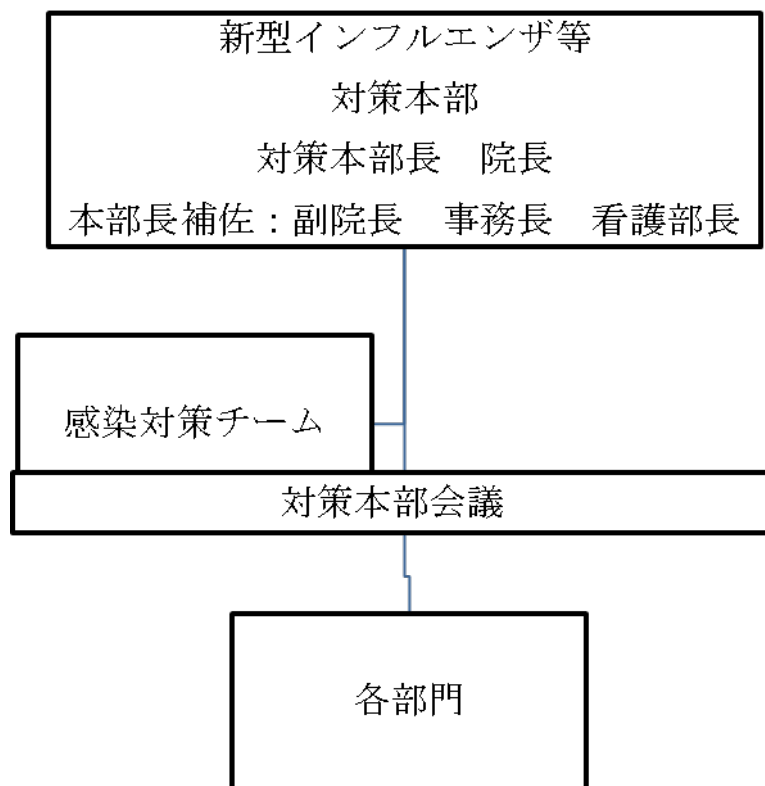 新型インフルエンザ等
対策本部
対策本部長　院長
本部長補佐：副院長　事務長　看護部長
感染対策チーム
対策本部会議
各部門